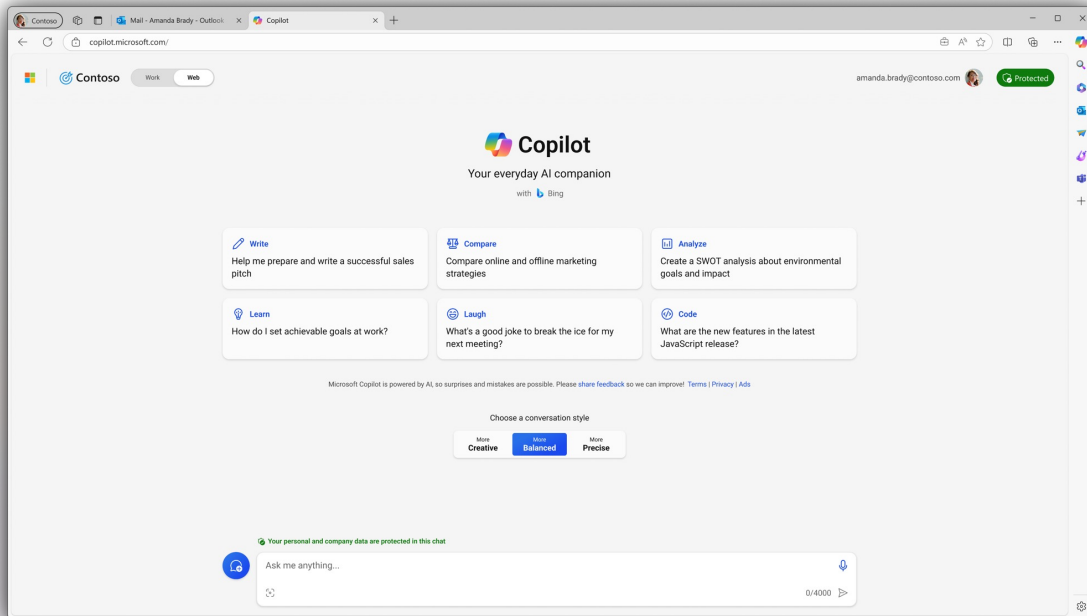 Contoso
Mail - Amanda Brady - Outlook
Copilot
copilot.microsoft.com/
Contoso
Work
Web
amanda.brady@contoso.com
Protected
Copilot
Your everyday AI companion
with Bing
Write
Help me prepare and write a successful sales
pitch
Compare
Compare online and offline marketing
strategies
Analyze
Create a SWOT analysis about environmental
goals and impact
Learn
How do I set achievable goals at work?
Laugh
What's a good joke to break the ice for my
next meeting?
Code
What are the new features in the latest
JavaScript release?
Microsoft Copilot is powered by AI, so surprises and mistakes are possible. Please share feedback so we can improve! Terms | Privacy | Ads
Choose a conversation style
More
Creative
More
Balanced
More
Precise
Your personal and company data are protected in this chat
Ask me anything...
0/4000